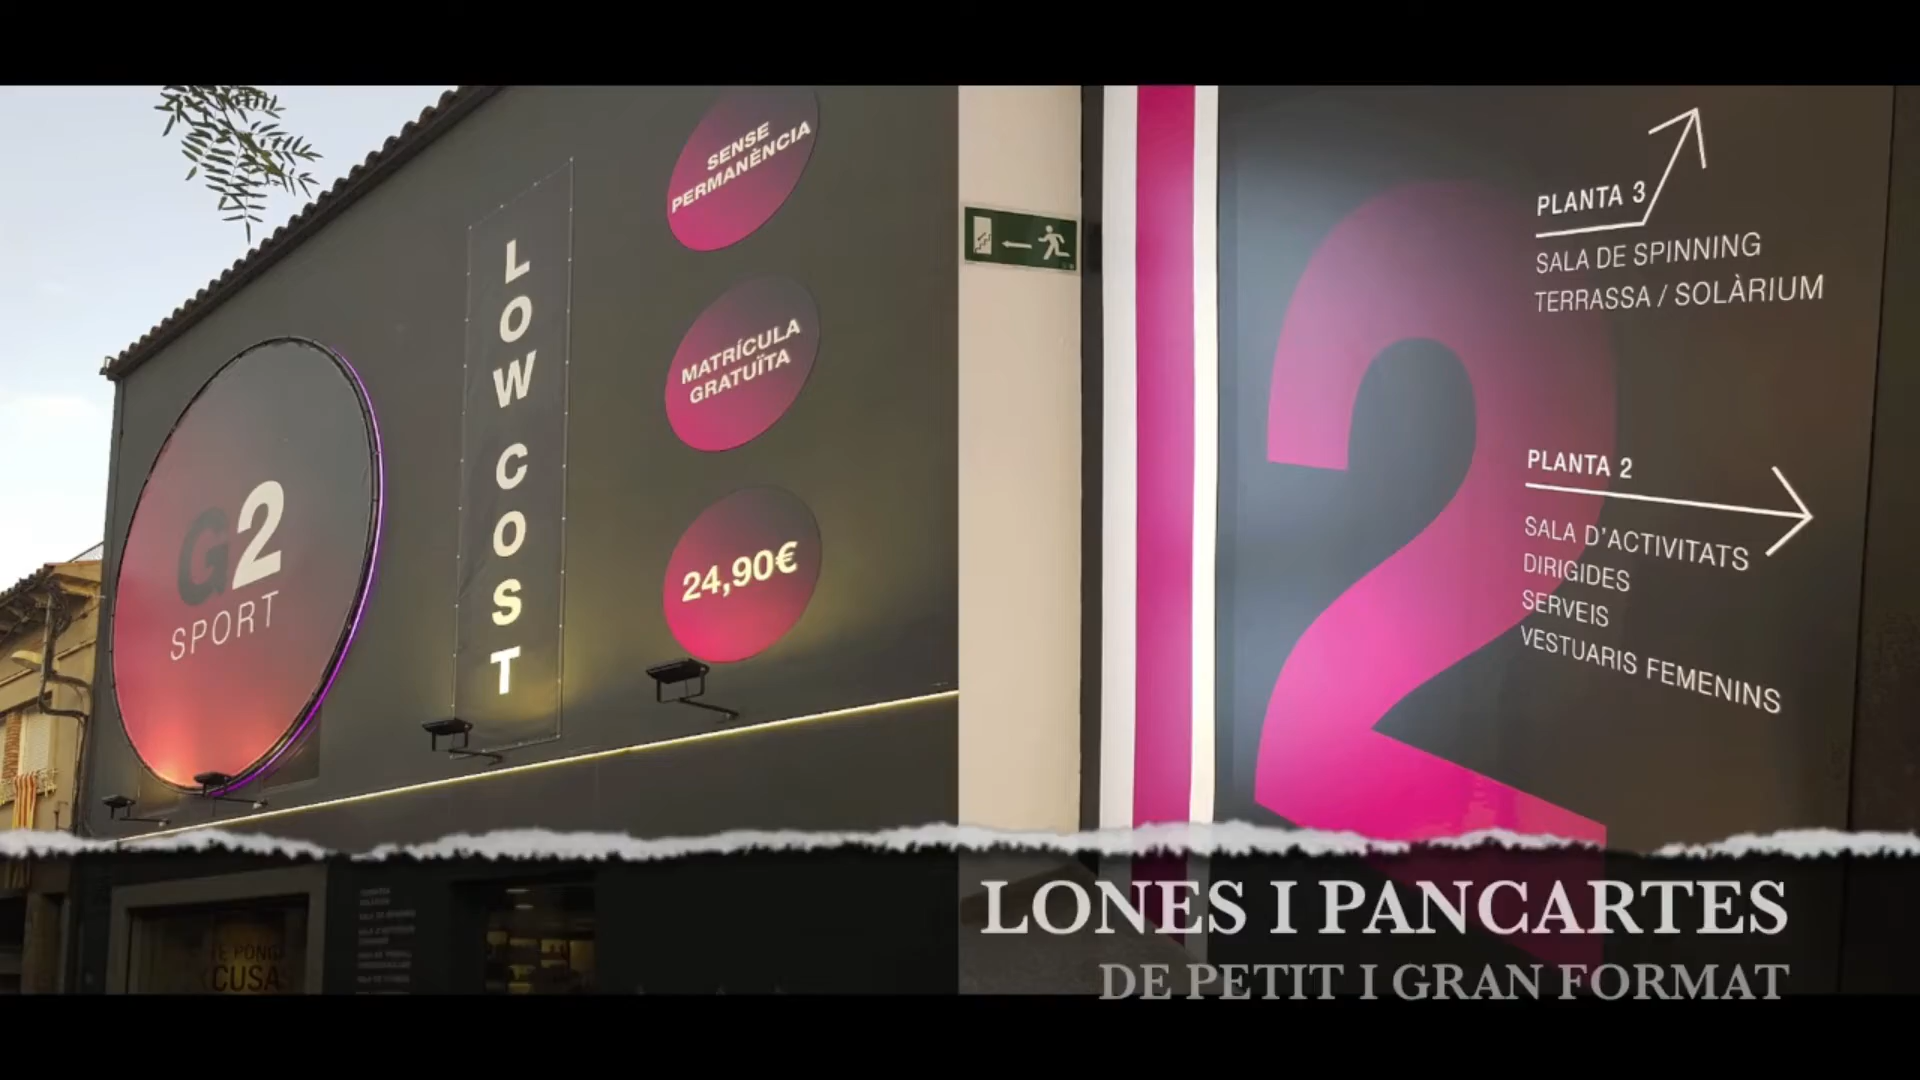 SENSE
PERMANÈNCIA
LOW COST
MATRÍCULA
GRATUÏTA
24,90€
G2
SPORT
PLANTA 3
SALA DE SPINNING
TERRASSA / SOLÀRIUM
2
PLANTA 2
SALA D'ACTIVITATS
DIRIGIDES
SERVEIS
VESTUARIS FEMENINS
CUSA
LONES I PANCARTES
DE PETIT I GRAN FORMAT